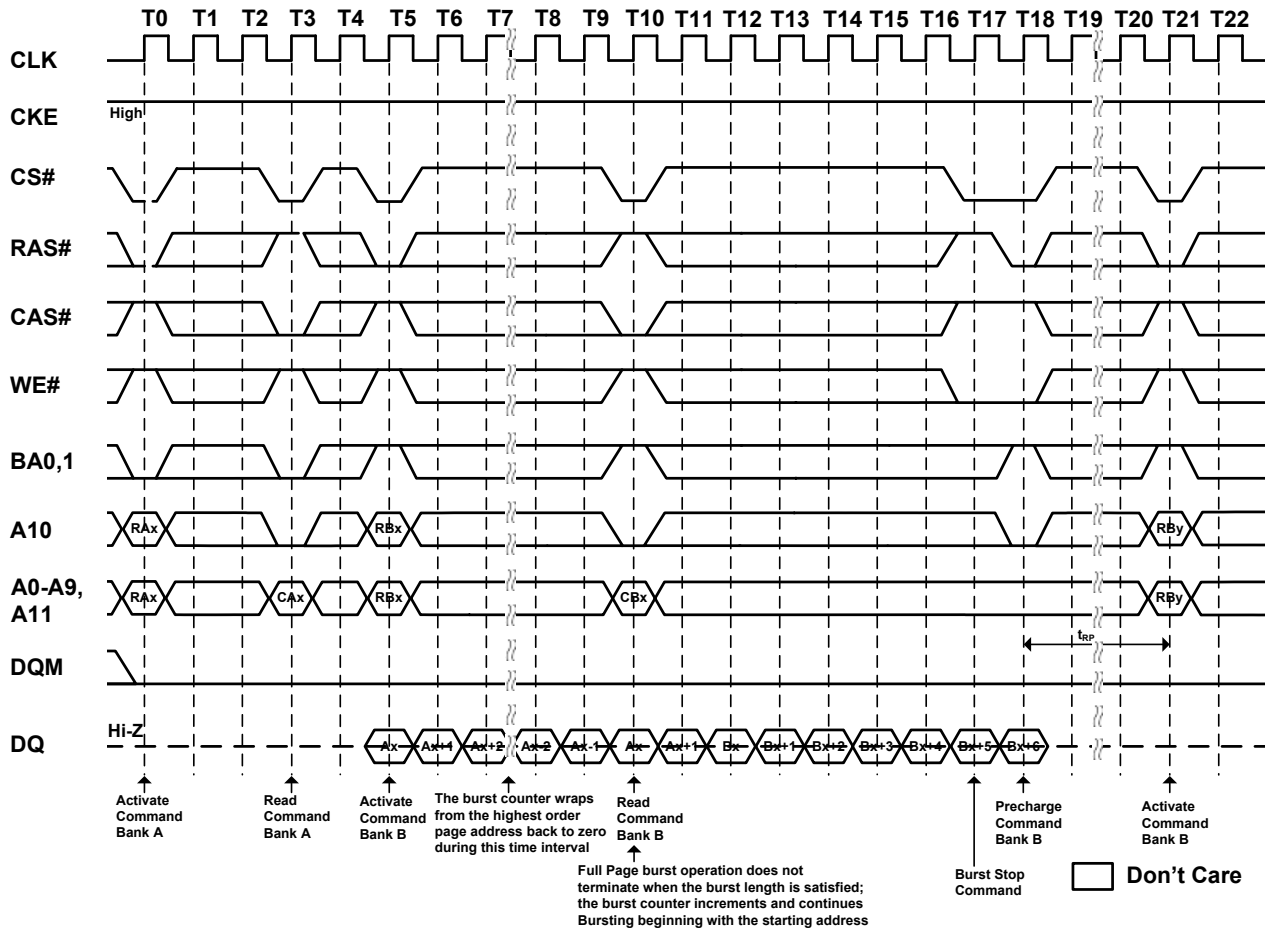 T0 T1 T2 T3 T4 T5 T6 T7 T8 T9 T10 T11 T12 T13 T14 T15 T16 T17 T18 T19 T20 T21 T22
CLK
CKE
High
CS#
RAS#
CAS#
WE#
BA0,1
A10
RAx RBx RBy
A0-A9,
A11
RAx CAx RBx CBx RBy
tRP
DQM
DQ
Hi-Z
Ax Ax+1 Ax+2 Ax-2 Ax-1 Ax Ax+1 Bx Bx+1 Bx+2 Bx+3 Bx+4 Bx+5 Bx+6
Activate
Command
Bank A
Read
Command
Bank A
Activate
Command
Bank B
The burst counter wraps
from the highest order
page address back to zero
during this time interval
Read
Command
Bank B
Full Page burst operation does not
terminate when the burst length is satisfied;
the burst counter increments and continues
Bursting beginning with the starting address
Burst Stop
Command
Precharge
Command
Bank B
Activate
Command
Bank B
Don't Care